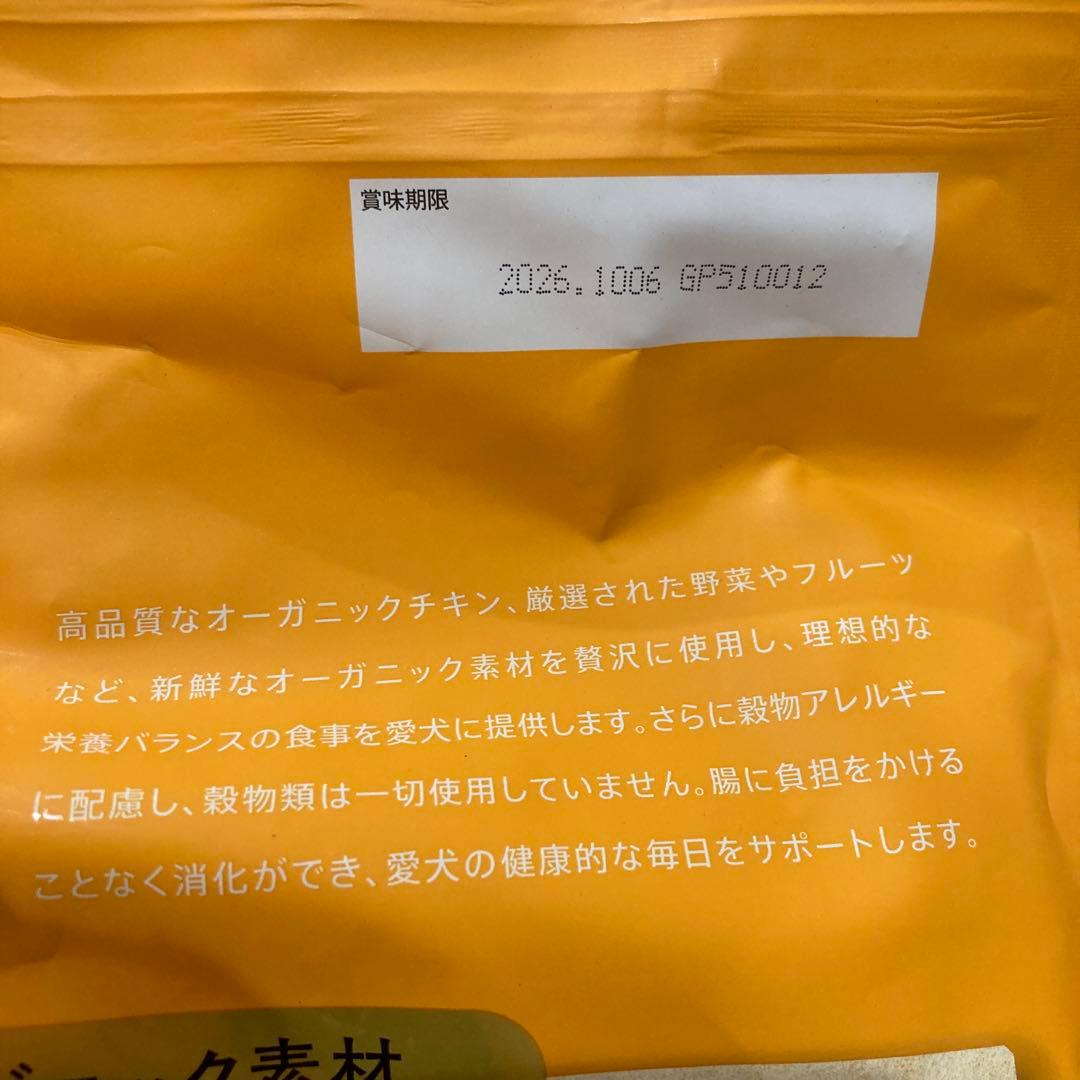 賞味期限
2026.1006 GP510012
高品質なオーガニックチキン、厳選された野菜やフルーツ
など、新鮮なオーガニック素材を贅沢に使用し、理想的な
栄養バランスの食事を愛犬に提供します。さらに穀物アレルギー
に配慮し、穀物類は一切使用していません。腸に負担をかける
ことなく消化ができ、愛犬の健康的な毎日をサポートします。
ニック素材